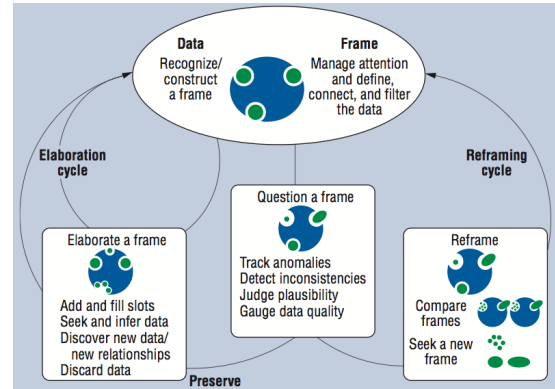 Data
Recognize/
construct
a frame
Frame
Manage attention
and define,
connect, and filter
the data
Elaboration
cycle
Reframing
cycle
Elaborate a frame
Add and fill slots
Seek and infer data
Discover new data/
new relationships
Discard data
Question a frame
Track anomalies
Detect inconsistencies
Judge plausibility
Gauge data quality
Reframe
Compare
frames
Seek a new
frame
Preserve